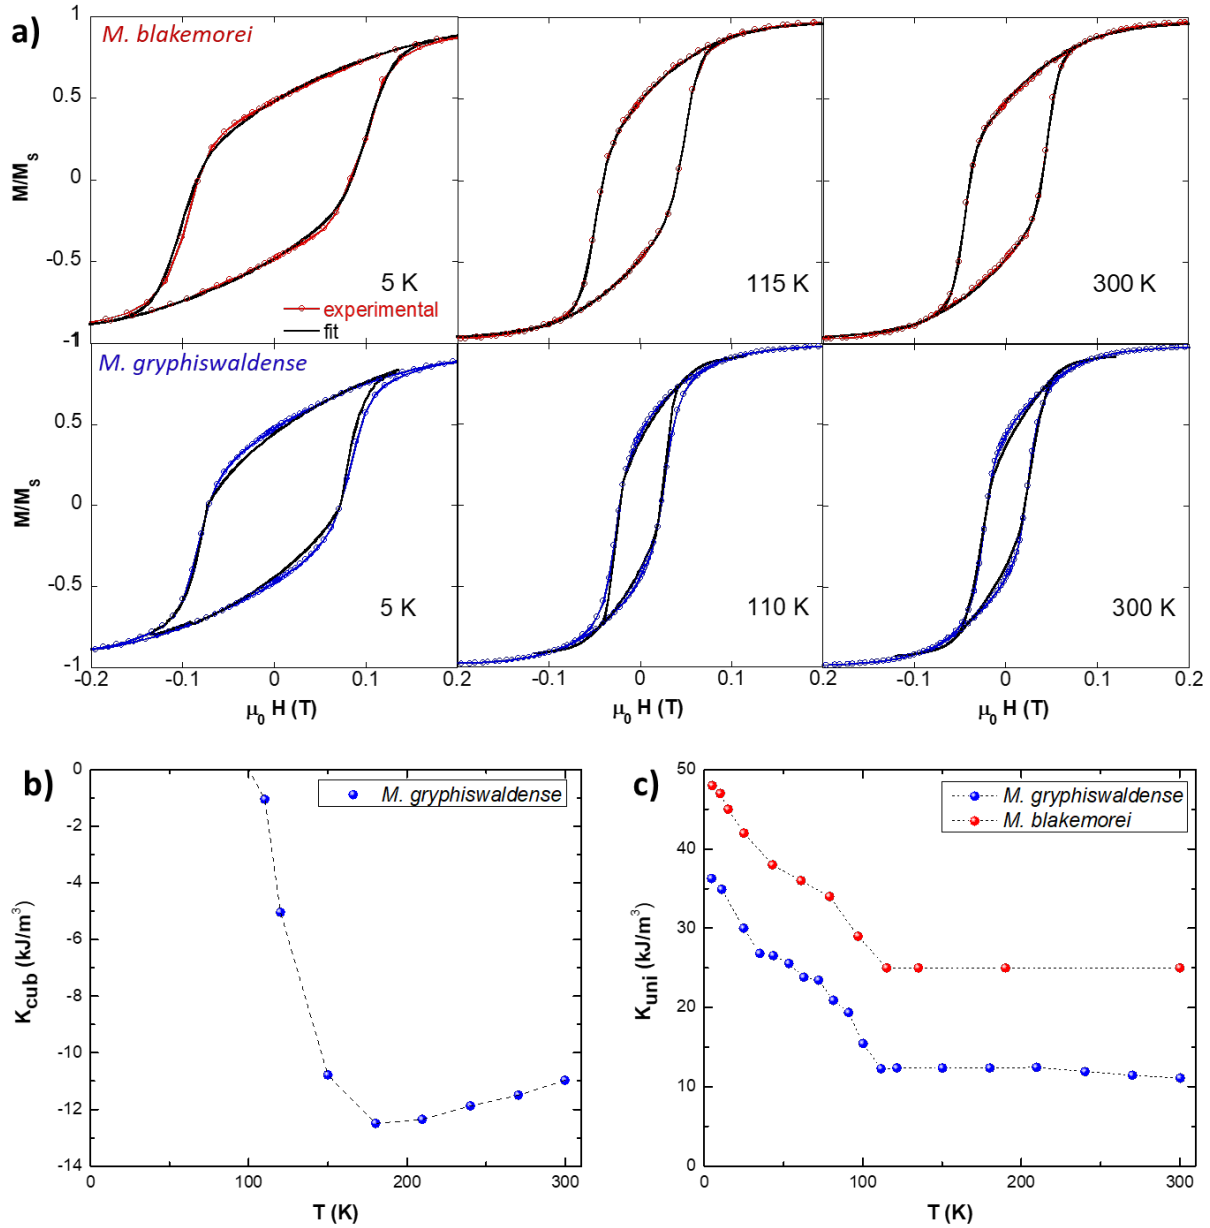 a)
M. blakemorei
1
0.5
0
-0.5
-1
M/Ms
5 K
experimental
fit
115 K
300 K
M. gryphiswaldense
0.5
0
-0.5
-1
M/Ms
5 K
110 K
300 K
-0.2 -0.1 0 0.1 0.2
-0.1 0 0.1
-0.1 0 0.1 0.2
μ0 H (T)
μ0 H (T)
μ0 H (T)
b)
0
-2
-4
-6
-8
-10
-12
-14
Kcub (kJ/m³)
M. gryphiswaldense
0 100 200 300
T (K)
c)
50
40
30
20
10
0
Kuni (kJ/m³)
M. gryphiswaldense
M. blakemorei
0 100 200 300
T (K)